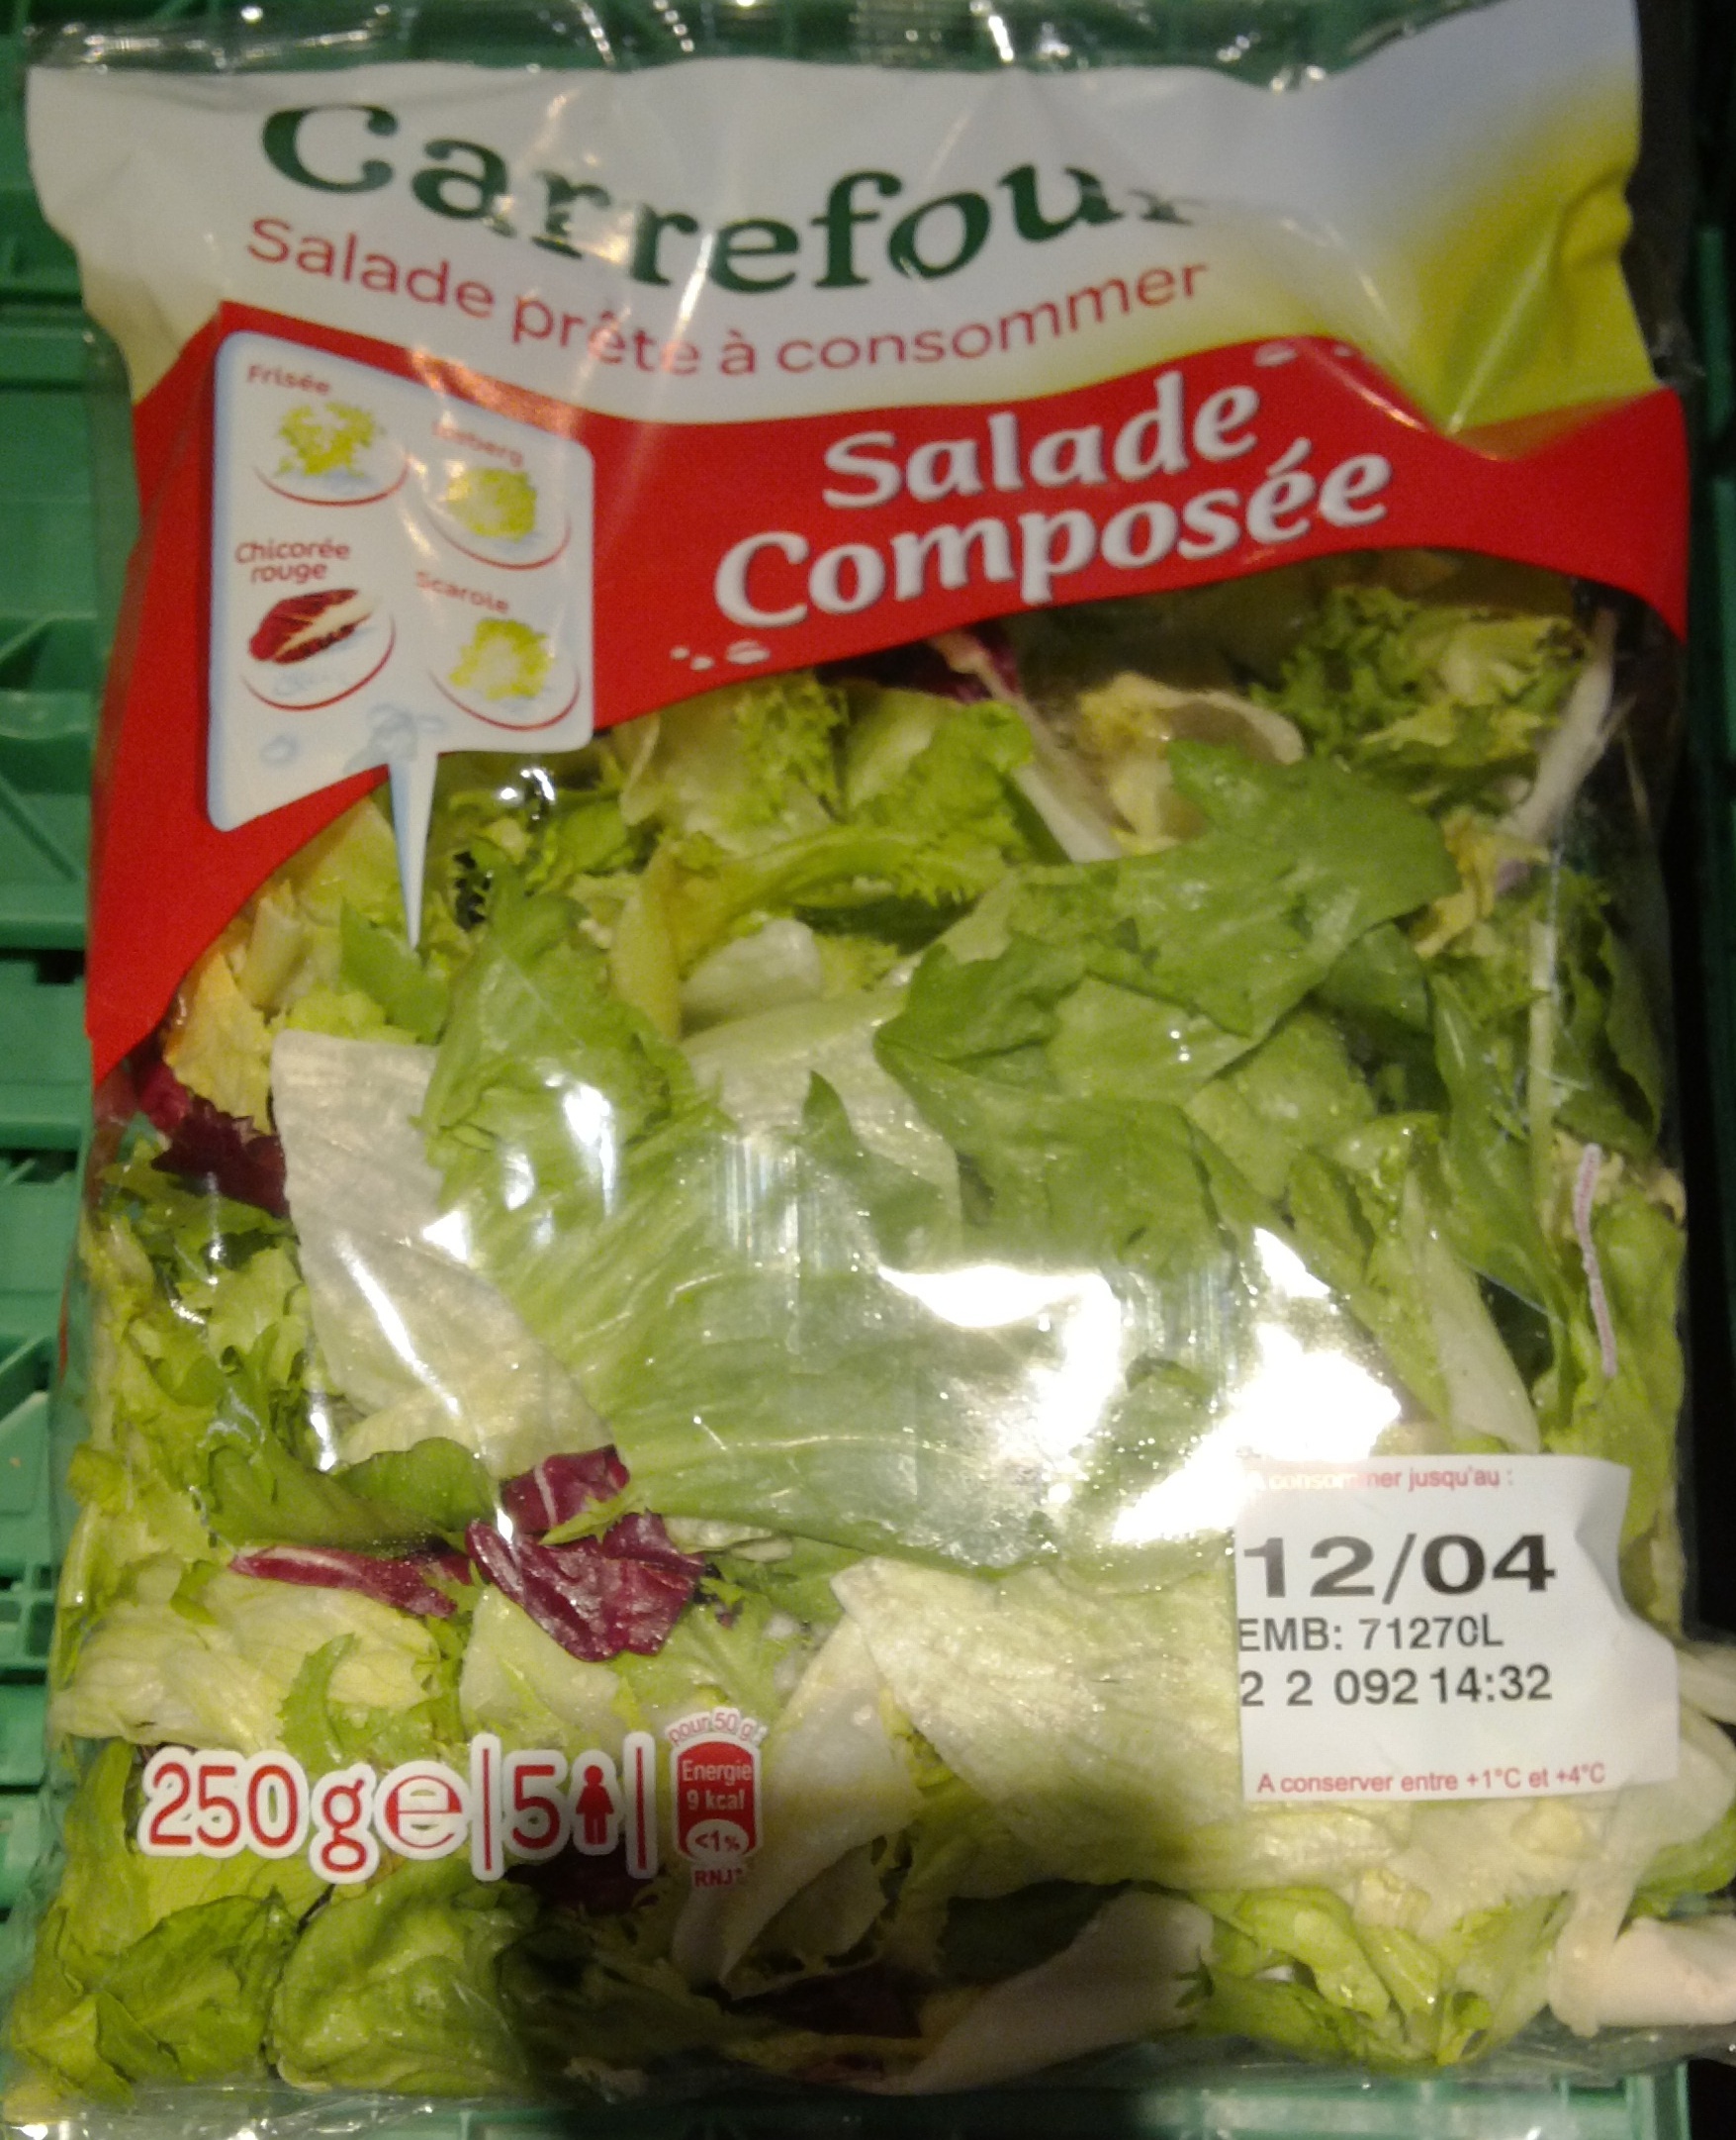 Carrefour
Salade prête à consommer
Salade
Composée
Frisée
Iceberg
Chicorée
rouge
Scarole
A consommer jusqu'au :
12/04
EMB: 71270L
2 2 092 14:32
A conserver entre +1°C et +4°C
250g e 5
pour 50 g:
Energie
9 kcal
<1%
RNJ*